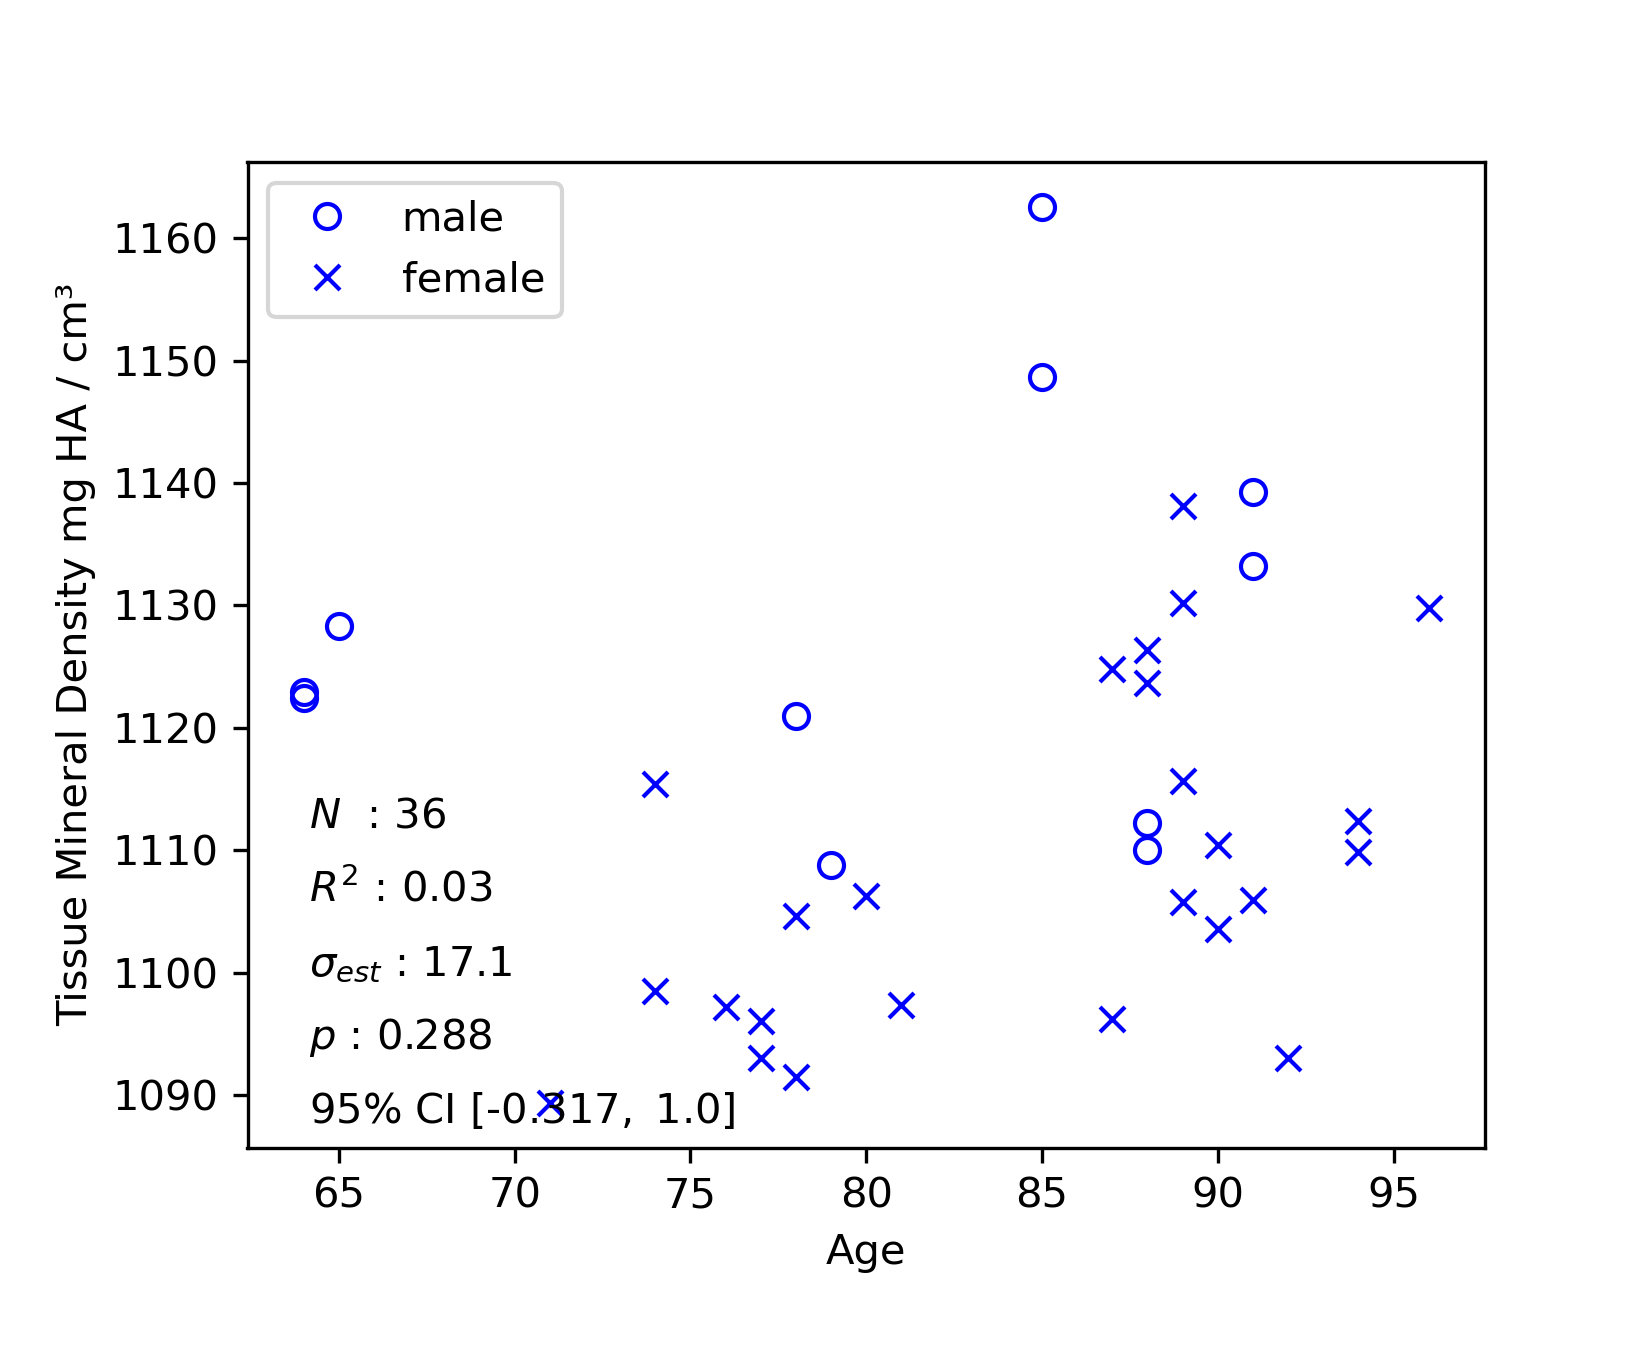 male
female
1160
1150
1140
1130
1120
1110
1100
1090
Tissue Mineral Density mg HA / cm³
N : 36
R² : 0.03
σest : 17.1
p : 0.288
95% CI [-0.317, 1.0]
65 70 75 80 85 90 95
Age